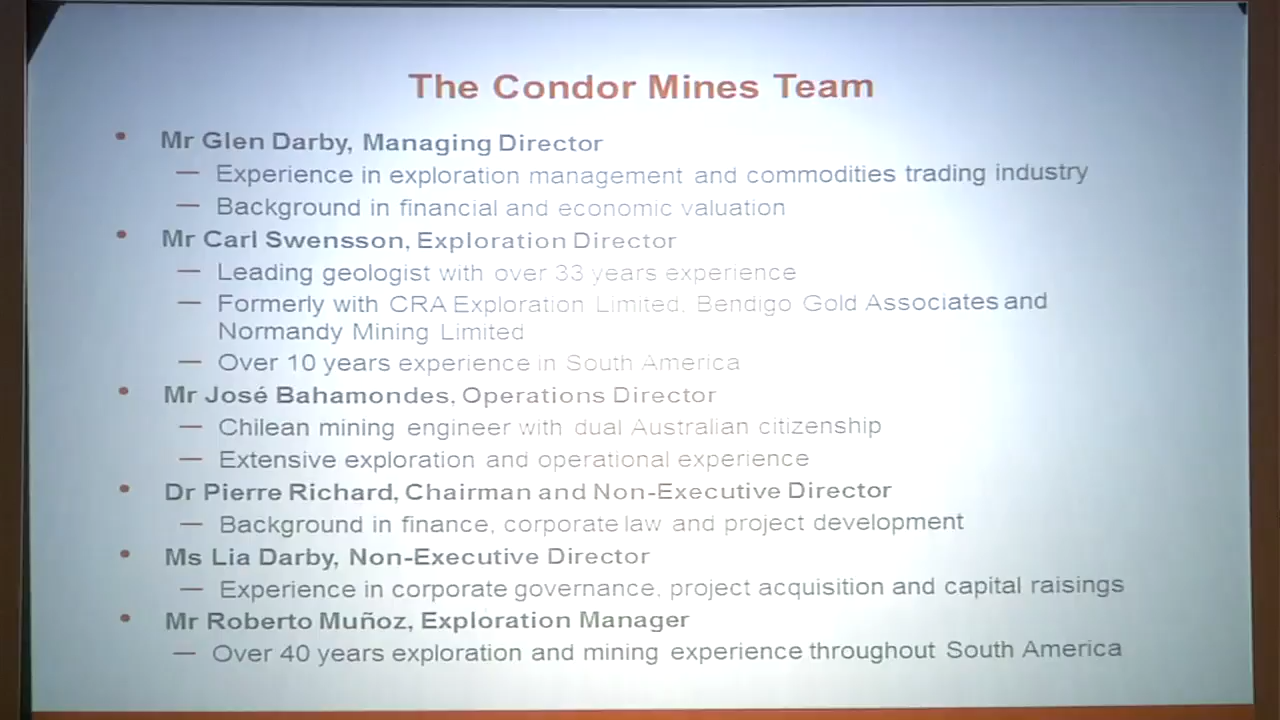 The Condor Mines Team
• Mr Glen Darby, Managing Director
— Experience in exploration management and commodities trading industry
— Background in financial and economic valuation
• Mr Carl Swensson, Exploration Director
— Leading geologist with over 33 years experience
— Formerly with CRA Exploration Limited, Bendigo Gold Associates and
Normandy Mining Limited
— Over 10 years experience in South America
• Mr José Bahamondes, Operations Director
— Chilean mining engineer with dual Australian citizenship
— Extensive exploration and operational experience
• Dr Pierre Richard, Chairman and Non-Executive Director
— Background in finance, corporate law and project development
• Ms Lia Darby, Non-Executive Director
— Experience in corporate governance, project acquisition and capital raisings
• Mr Roberto Muñoz, Exploration Manager
— Over 40 years exploration and mining experience throughout South America